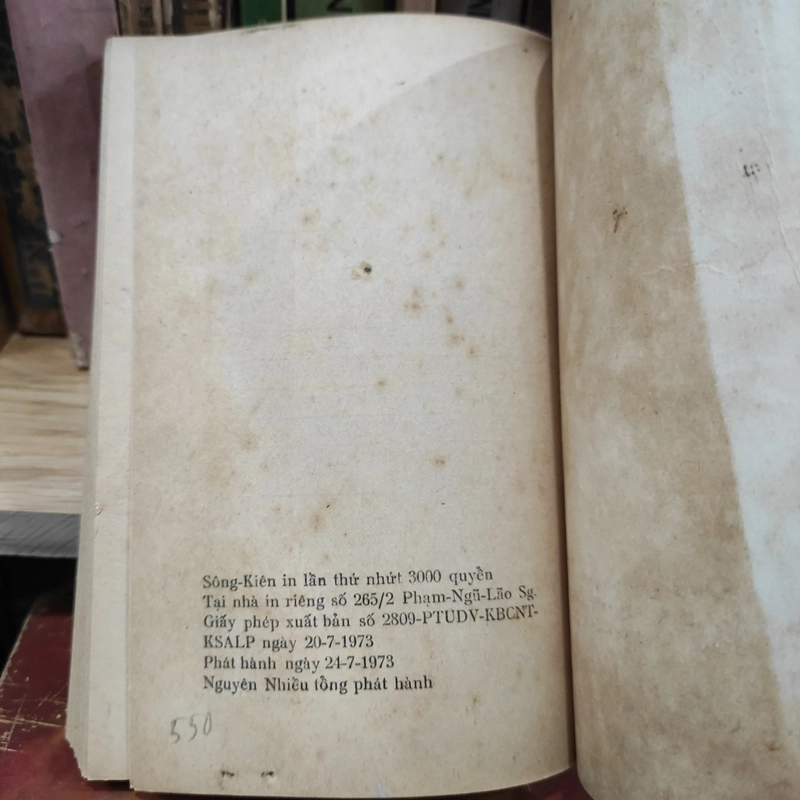 Sông-Kiên in lần thứ nhứt 3000 quyển
Tại nhà in riêng số 265/2 Phạm-Ngũ-Lão Sg.
Giấy phép xuất bản số 2809-PTUDV-KBCNT-
KSALP ngày 20-7-1973
Phát hành ngày 24-7-1973
Nguyên Nhiều tổng phát hành
550